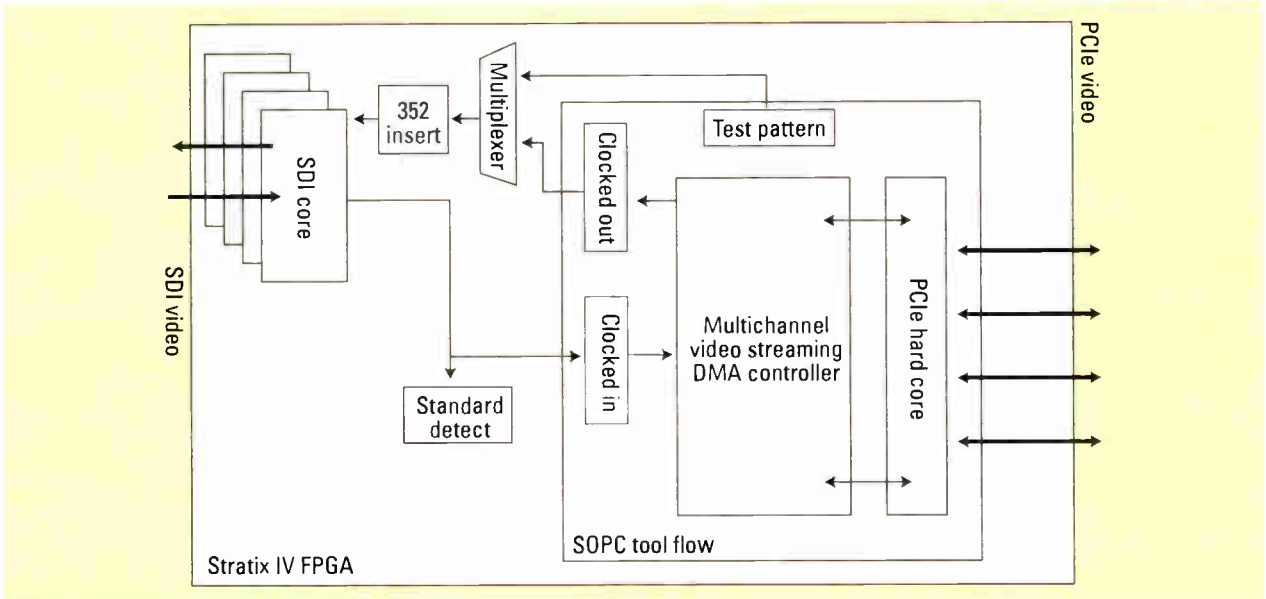 PCIe video
Multiplexer
352
insert
Test pattern
Clocked out
SDI core
SDI video
PCIe hard core
Clocked in
Multichannel
video streaming
DMA controller
Standard
detect
SOPC tool flow
Stratix IV FPGA